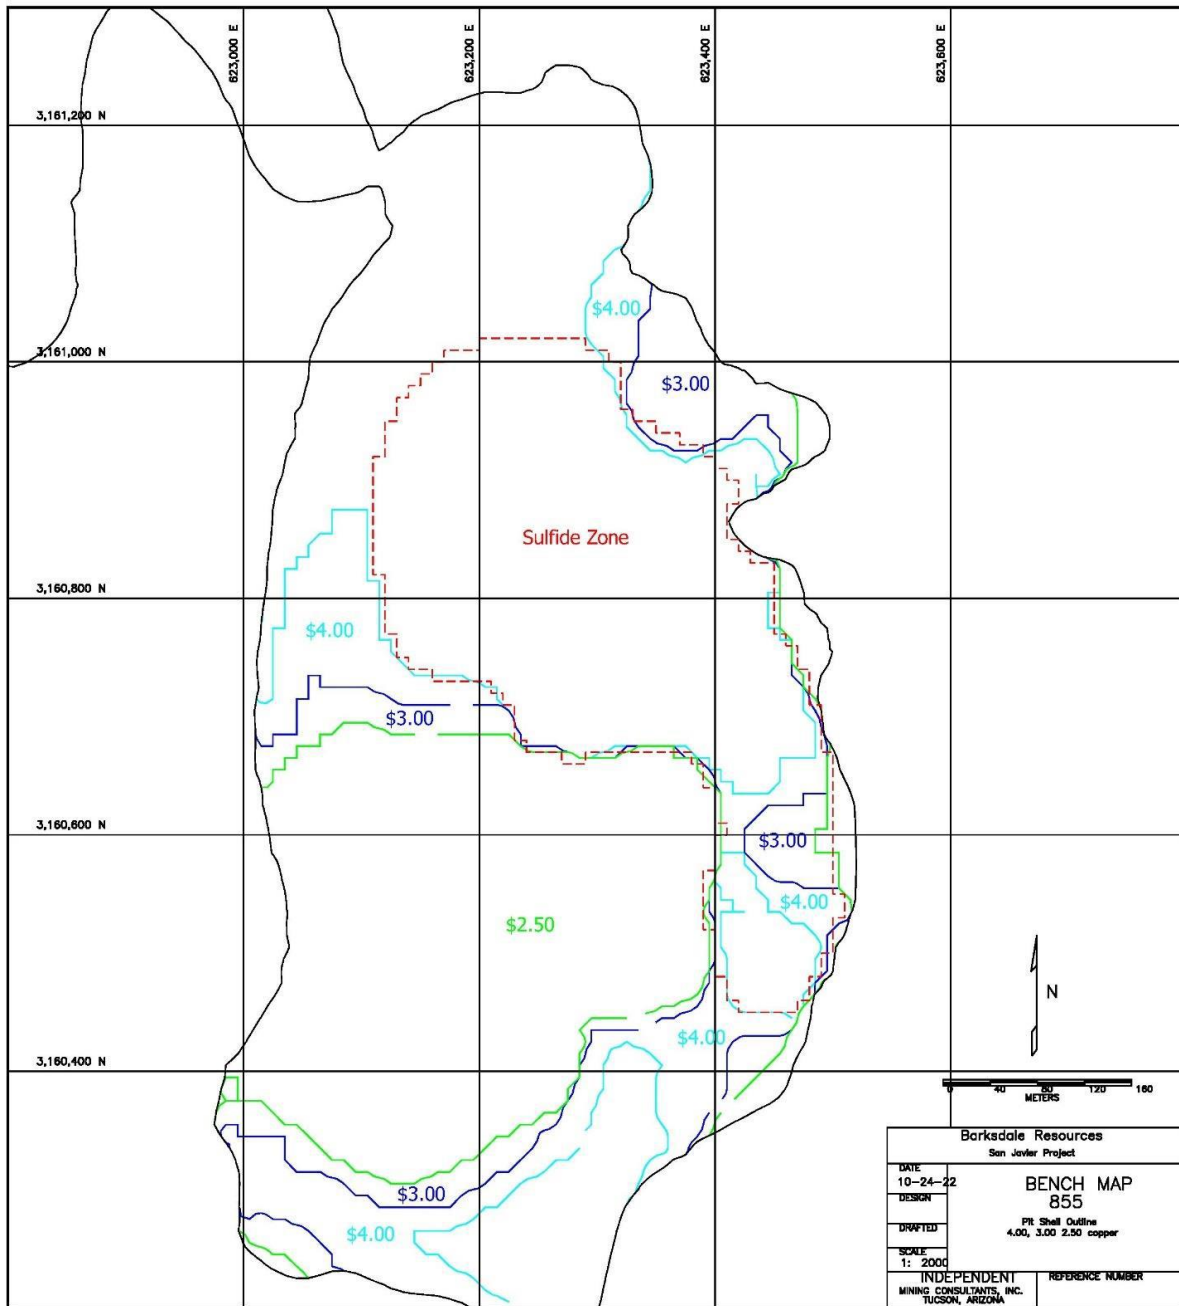 623,000 E
623,200 E
623,400 E
623,600 E
3,161,200 N
$4.00
3,161,000 N
$3.00
Sulfide Zone
3,160,800 N
$4.00
$3.00
3,160,600 N
$3.00
$4.00
$2.50
N
$4.00
3,160,400 N
0 40 80 120 160
METERS
$3.00
$4.00
Barksdale Resources
San Javier Project
DATE
10-24-22
DESIGN
DRAFTED
SCALE
1: 2000
BENCH MAP
855
Pit Shell Outline
4.00, 3.00 2.50 copper
INDEPENDENT
MINING CONSULTANTS, INC.
TUCSON, ARIZONA
REFERENCE NUMBER